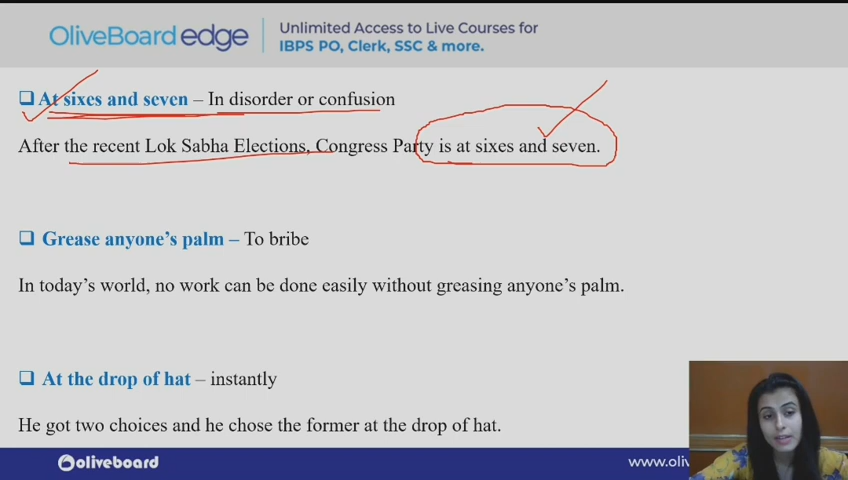 OliveBoard edge
Unlimited Access to Live Courses for
IBPS PO, Clerk, SSC & more.
At sixes and seven – In disorder or confusion
After the recent Lok Sabha Elections, Congress Party is at sixes and seven.
Grease anyone's palm – To bribe
In today's world, no work can be done easily without greasing anyone's palm.
At the drop of hat – instantly
He got two choices and he chose the former at the drop of hat.
oliveboard
www.oliv